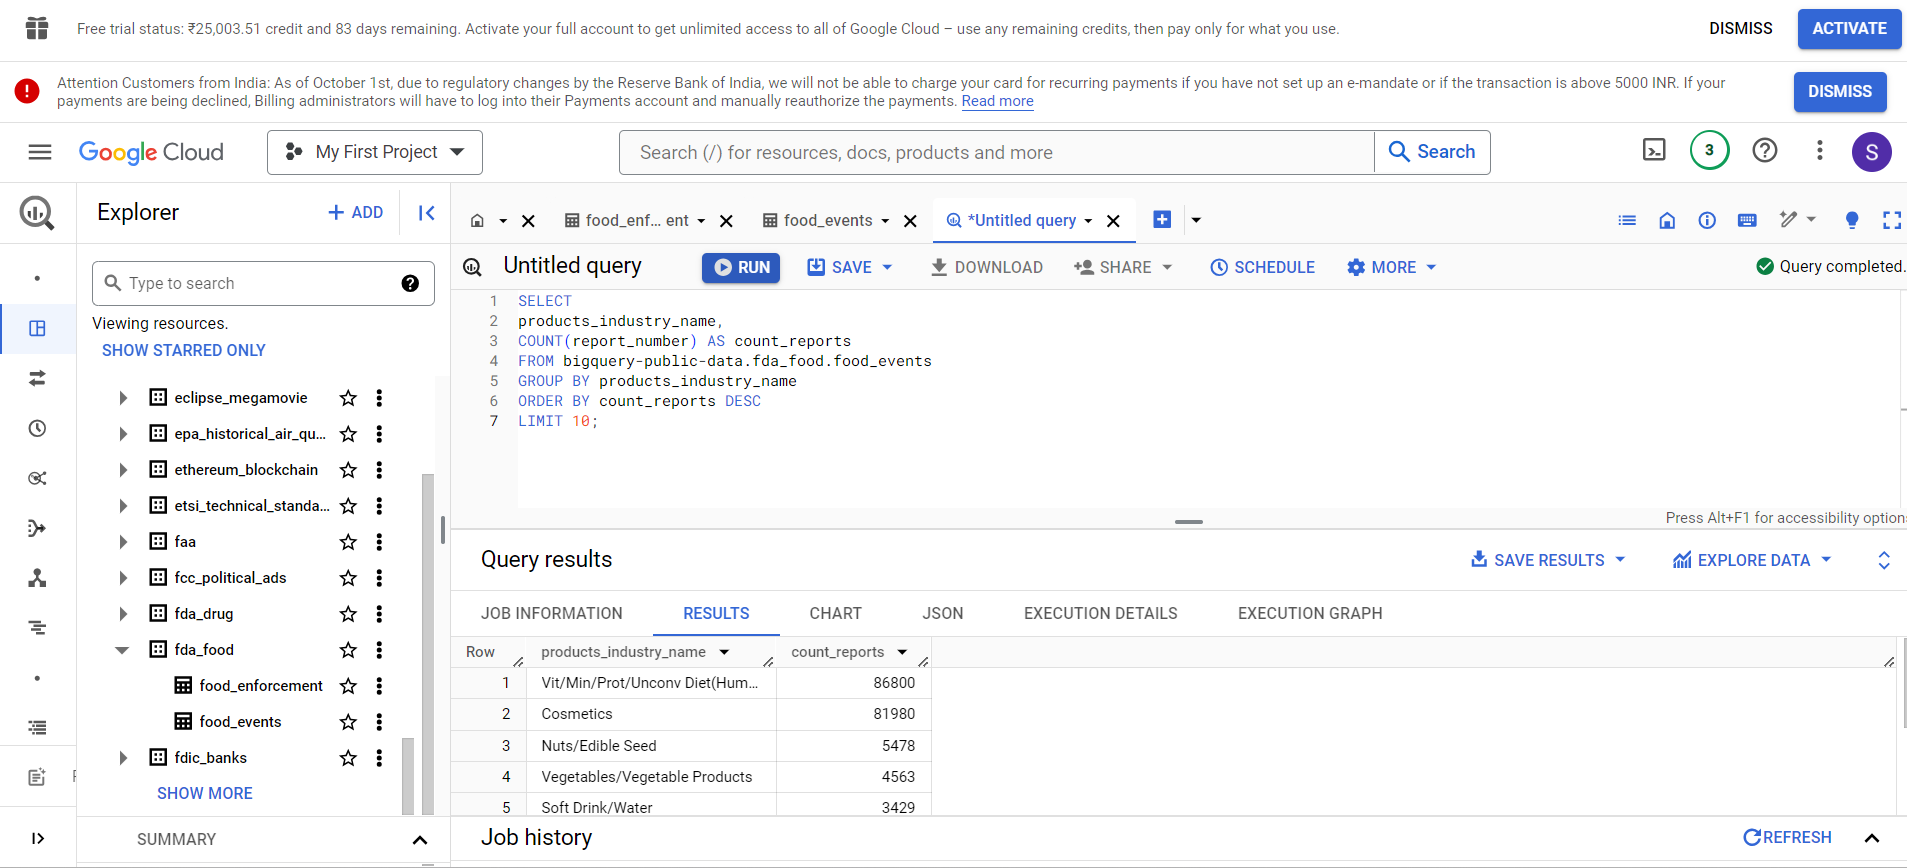 Free trial status: ₹25,003.51 credit and 83 days remaining. Activate your full account to get unlimited access to all of Google Cloud – use any remaining credits, then pay only for what you use.
DISMISS
ACTIVATE
Attention Customers from India: As of October 1st, due to regulatory changes by the Reserve Bank of India, we will not be able to charge your card for recurring payments if you have not set up an e-mandate or if the transaction is above 5000 INR. If your
payments are being declined, Billing administrators will have to log into their Payments account and manually reauthorize the payments. Read more
DISMISS
Google Cloud
My First Project
Search (/) for resources, docs, products and more
Search
3
S
Explorer
+ ADD
food_enf... ent
food_events
*Untitled query
Type to search
Viewing resources.
SHOW STARRED ONLY
eclipse_megamovie
epa_historical_air_qu...
ethereum_blockchain
etsi_technical_standa...
faa
fcc_political_ads
fda_drug
fda_food
food_enforcement
food_events
fdic_banks
SHOW MORE
SUMMARY
Untitled query
RUN
SAVE
DOWNLOAD
SHARE
SCHEDULE
MORE
Query completed.
1 SELECT
2 products_industry_name,
3 COUNT(report_number) AS count_reports
4 FROM bigquery-public-data.fda_food.food_events
5 GROUP BY products_industry_name
6 ORDER BY count_reports DESC
7 LIMIT 10;
Press Alt+F1 for accessibility option
Query results
SAVE RESULTS
EXPLORE DATA
JOB INFORMATION
RESULTS
CHART
JSON
EXECUTION DETAILS
EXECUTION GRAPH
Row products_industry_name count_reports
1 Vit/Min/Prot/Unconv Diet(Hum... 86800
2 Cosmetics 81980
3 Nuts/Edible Seed 5478
4 Vegetables/Vegetable Products 4563
5 Soft Drink/Water 3429
Job history
REFRESH